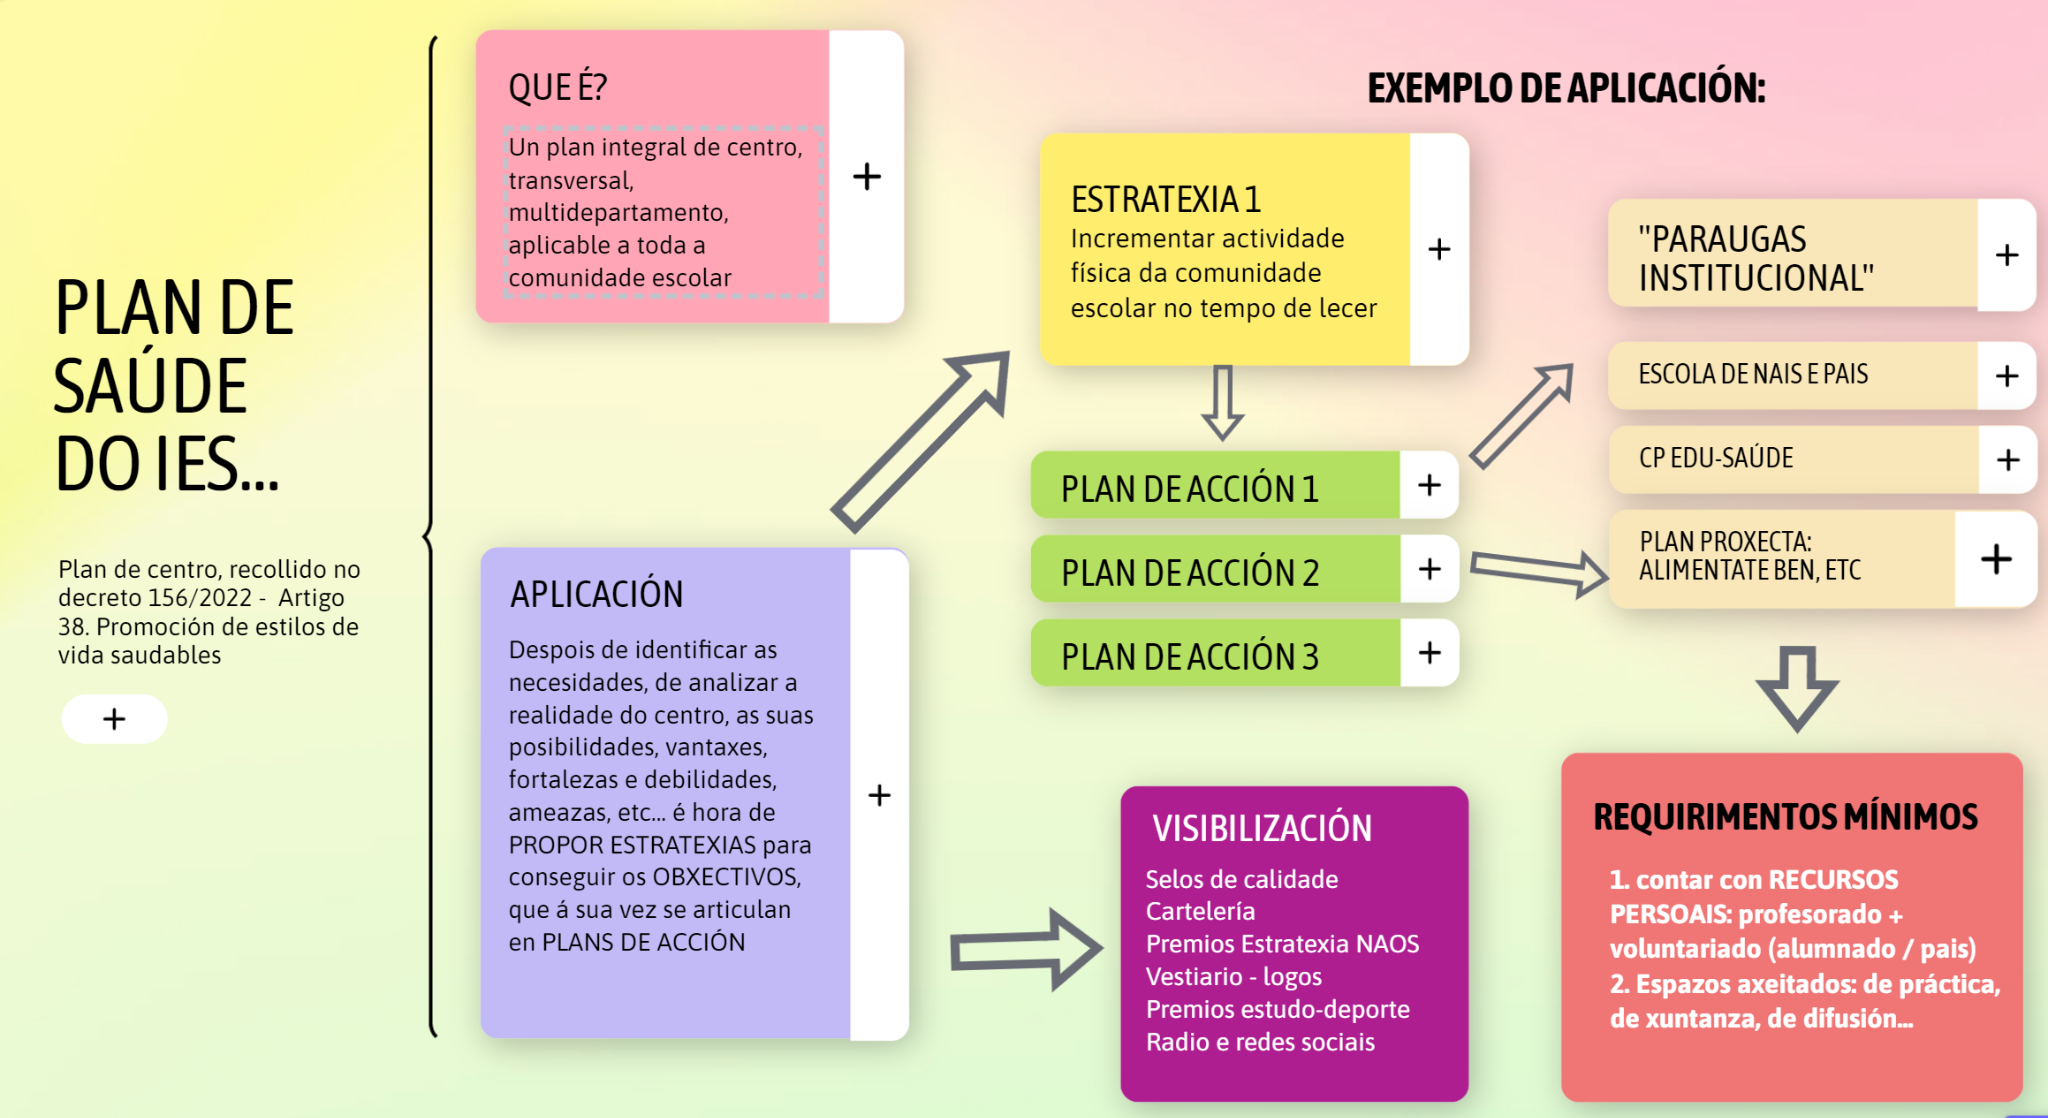 PLAN DE
SAÚDE
DO IES...
Plan de centro, recollido no
decreto 156/2022 - Artigo
38. Promoción de estilos de
vida saudables
+
QUE É?
Un plan integral de centro,
transversal,
multidepartamento,
aplicable a toda a
comunidade escolar
+
APLICACIÓN
Despois de identificar as
necesidades, de analizar a
realidade do centro, as suas
posibilidades, vantaxes,
fortalezas e debilidades,
ameazas, etc... é hora de
PROPOR ESTRATEXIAS para
conseguir os OBXECTIVOS,
que á sua vez se articulan
en PLANS DE ACCIÓN
+
EXEMPLO DE APLICACIÓN:
ESTRATEXIA 1
Incrementar actividade
física da comunidade
escolar no tempo de lecer
+
PLAN DE ACCIÓN 1
+
PLAN DE ACCIÓN 2
+
PLAN DE ACCIÓN 3
+
"PARAUGAS
INSTITUCIONAL"
+
ESCOLA DE NAIS E PAIS
+
CP EDU-SAÚDE
+
PLAN PROXECTA:
ALIMENTATE BEN, ETC
+
VISIBILIZACIÓN
Selos de calidade
Cartelería
Premios Estratexia NAOS
Vestiario - logos
Premios estudo-deporte
Radio e redes sociais
REQUIRIMENTOS MÍNIMOS
1. contar con RECURSOS
PERSOAIS: profesorado +
voluntariado (alumnado / pais)
2. Espazos axeitados: de práctica,
de xuntanza, de difusión...